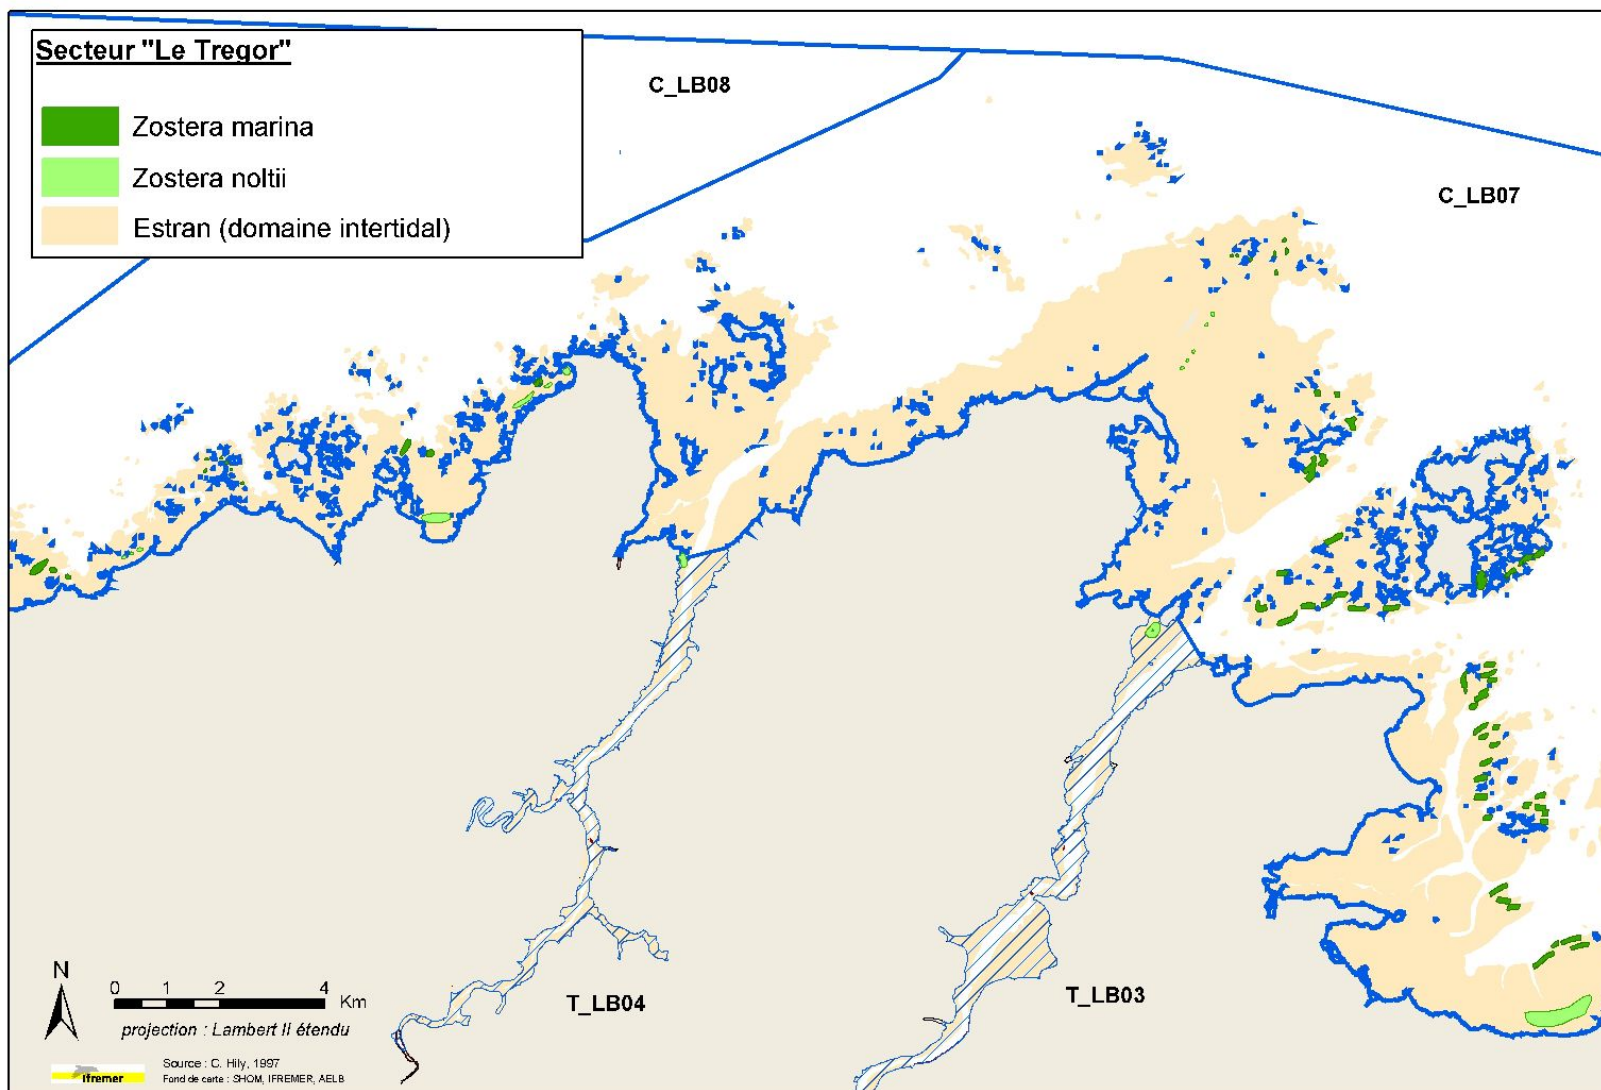 Secteur "Le Tregor"
Zostera marina
Zostera noltii
Estran (domaine intertidal)
C_LB08
C_LB07
T_LB04
T_LB03
N
0 1 2 4 Km
projection : Lambert II étendu
Ifremer
Source : C. Hily, 1997
Fond de carte : SHOM, IFREMER, AELB